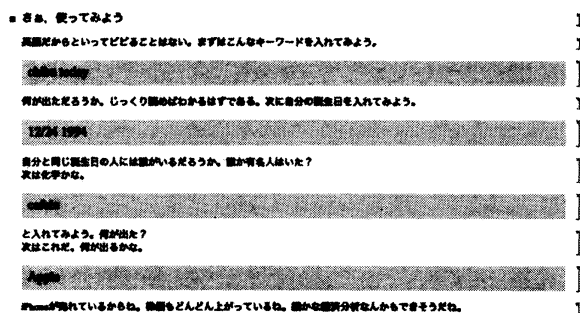 ■ さぁ、使ってみよう
英語だからといってビビることはない。まずはこんなキーワードを入れてみよう。
today
何が出ただろうか。じっくり読めばわかるはずである。次に自分の誕生日を入れてみよう。
12/24 1994
自分と同じ誕生日の人には誰がいるだろうか。誰か有名人はいた？
次は化学かな。
と入れてみよう。何が出た？
次はこれだ。何が出るかな。
Apple
iPhoneが売れているからね。株価もどんどん上がっているね。細かな経済分析なんかもできそうだね。